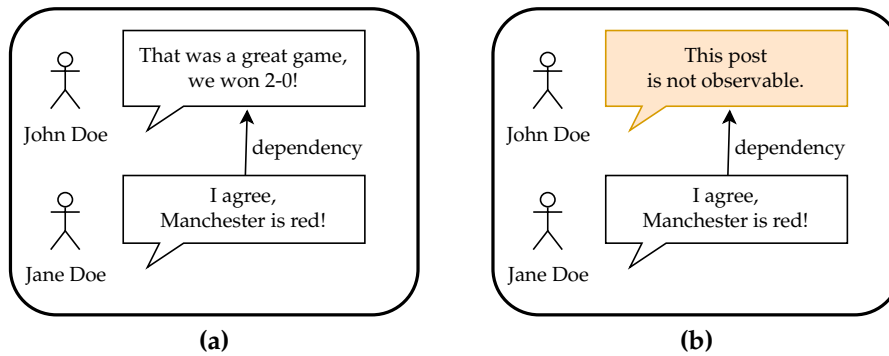 That was a great game,
we won 2-0!
John Doe
dependency
I agree,
Manchester is red!
Jane Doe
(a)
This post
is not observable.
John Doe
dependency
I agree,
Manchester is red!
Jane Doe
(b)